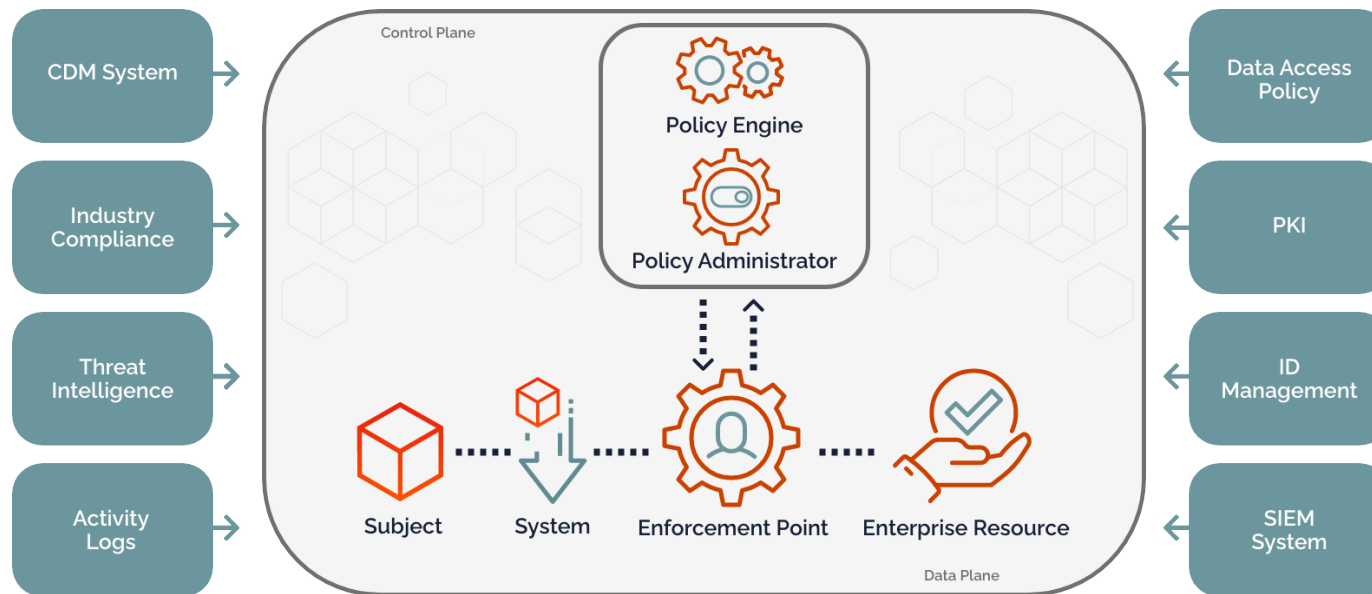 Control Plane
CDM System
Industry
Compliance
Threat
Intelligence
Activity
Logs
Policy Engine
Policy Administrator
Subject
System
Enforcement Point
Enterprise Resource
Data Plane
Data Access
Policy
PKI
ID
Management
SIEM
System